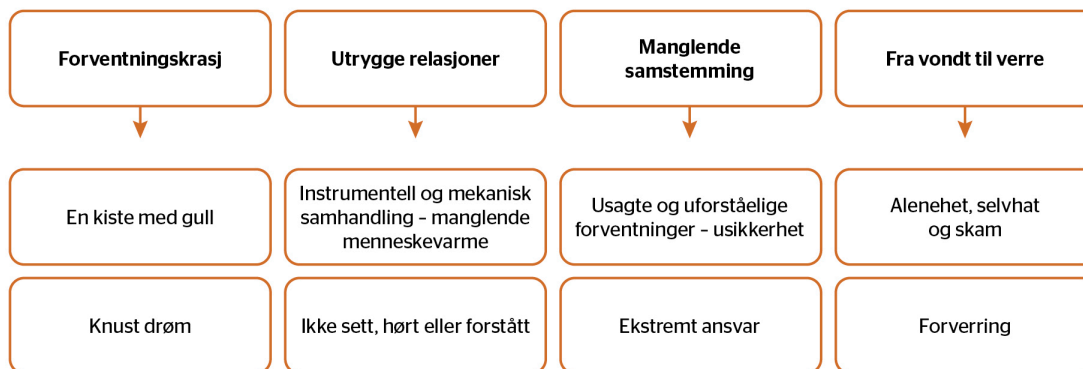 Forventningskrasj
Utrygge relasjoner
Manglende
samstemming
Fra vondt til verre
En kiste med gull
Instrumentell og mekanisk
samhandling – manglende
menneskevarme
Usagte og uforståelige
forventninger – usikkerhet
Alenehet, selvhat
og skam
Knust drøm
Ikke sett, hørt eller forstått
Ekstremt ansvar
Forverring